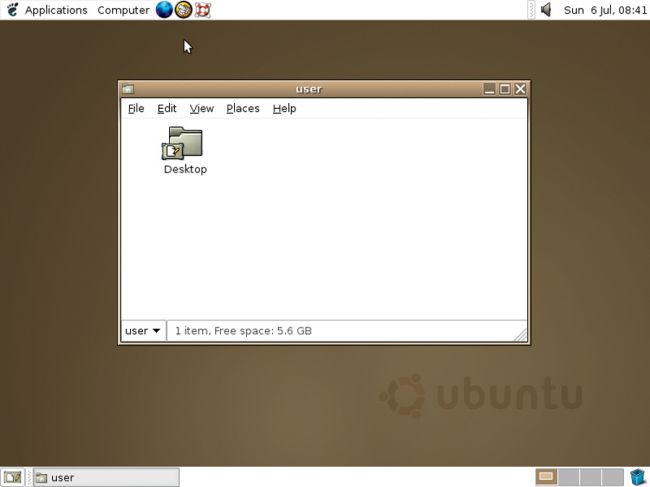 Applications Computer Sun 6 Jul, 08:41
user
File Edit View Places Help
Desktop
user 1 item, Free space: 5.6 GB
ubuntu
user